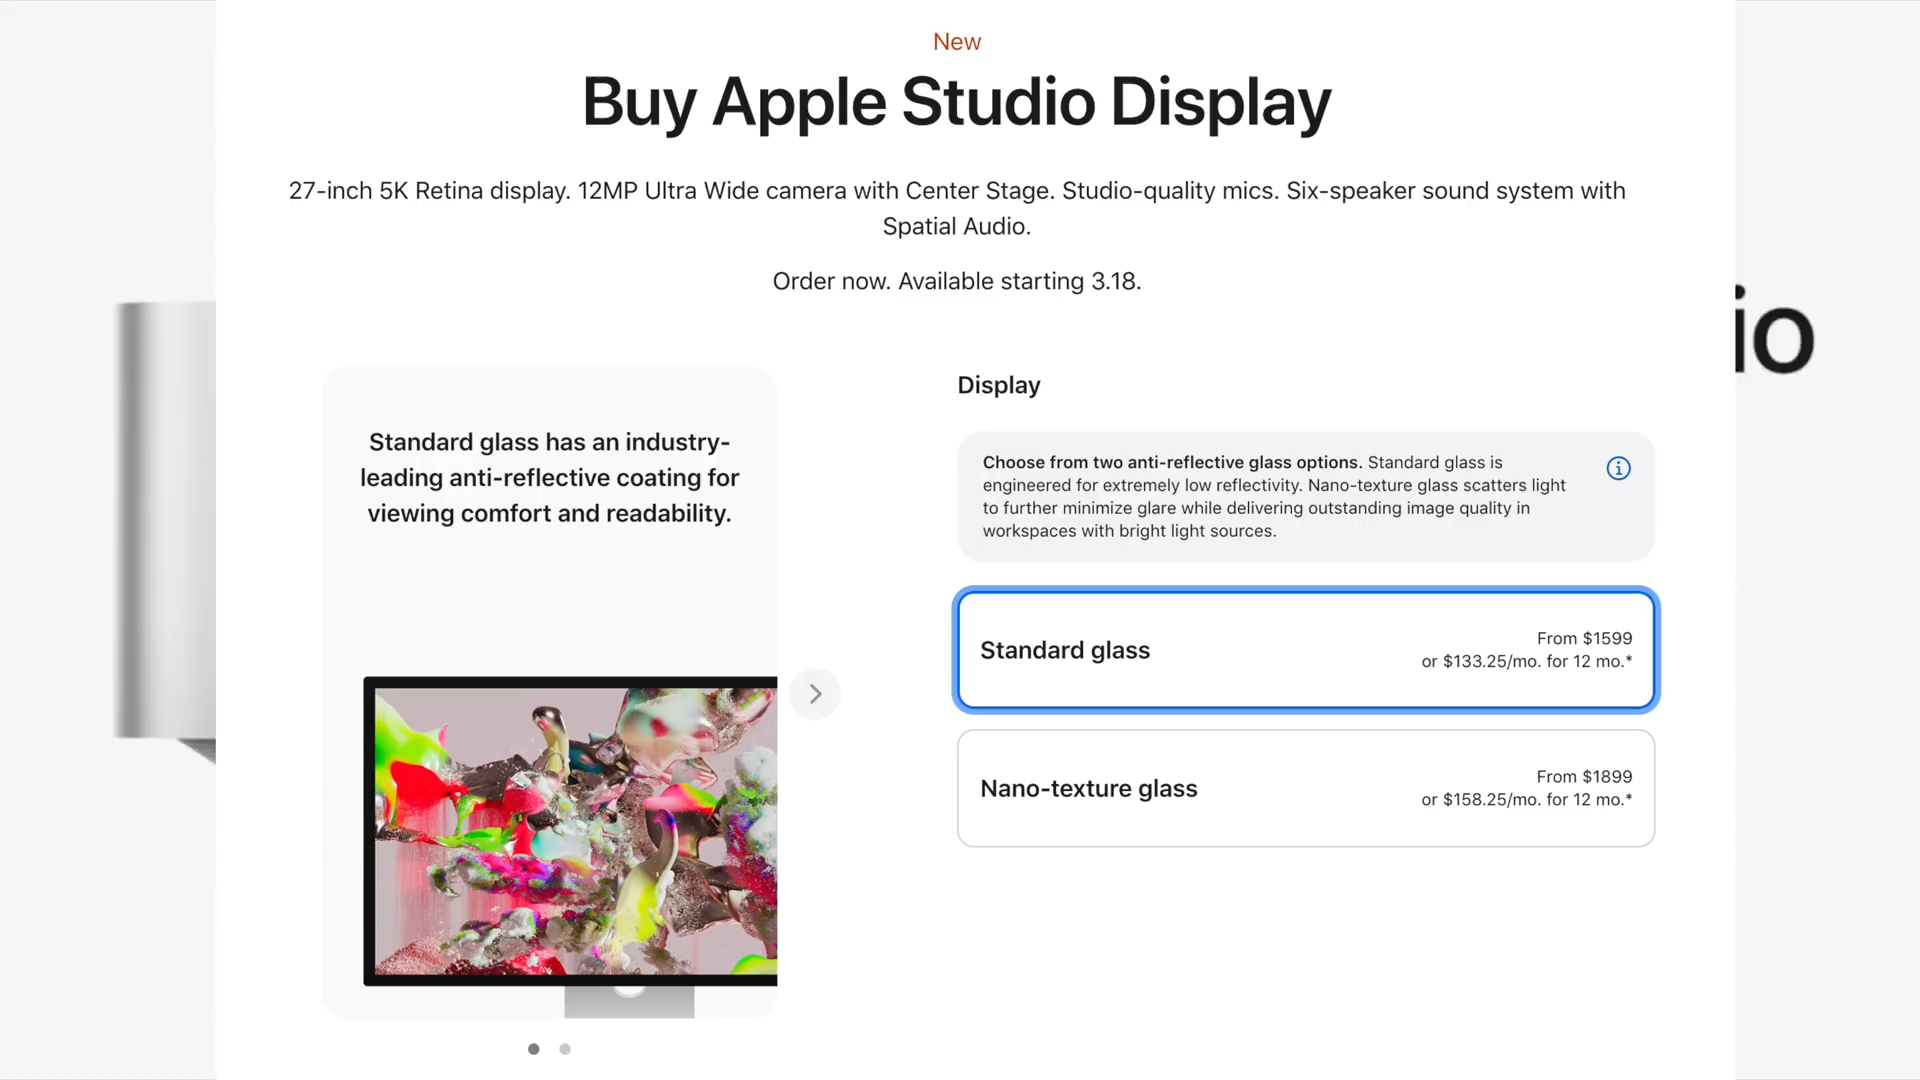 New
Buy Apple Studio Display
27-inch 5K Retina display. 12MP Ultra Wide camera with Center Stage. Studio-quality mics. Six-speaker sound system with
Spatial Audio.
Order now. Available starting 3.18.
io
Standard glass has an industry-
leading anti-reflective coating for
viewing comfort and readability.
Display
Choose from two anti-reflective glass options. Standard glass is
engineered for extremely low reflectivity. Nano-texture glass scatters light
to further minimize glare while delivering outstanding image quality in
workspaces with bright light sources.
Standard glass
From $1599
or $133.25/mo. for 12 mo.*
Nano-texture glass
From $1899
or $158.25/mo. for 12 mo.*